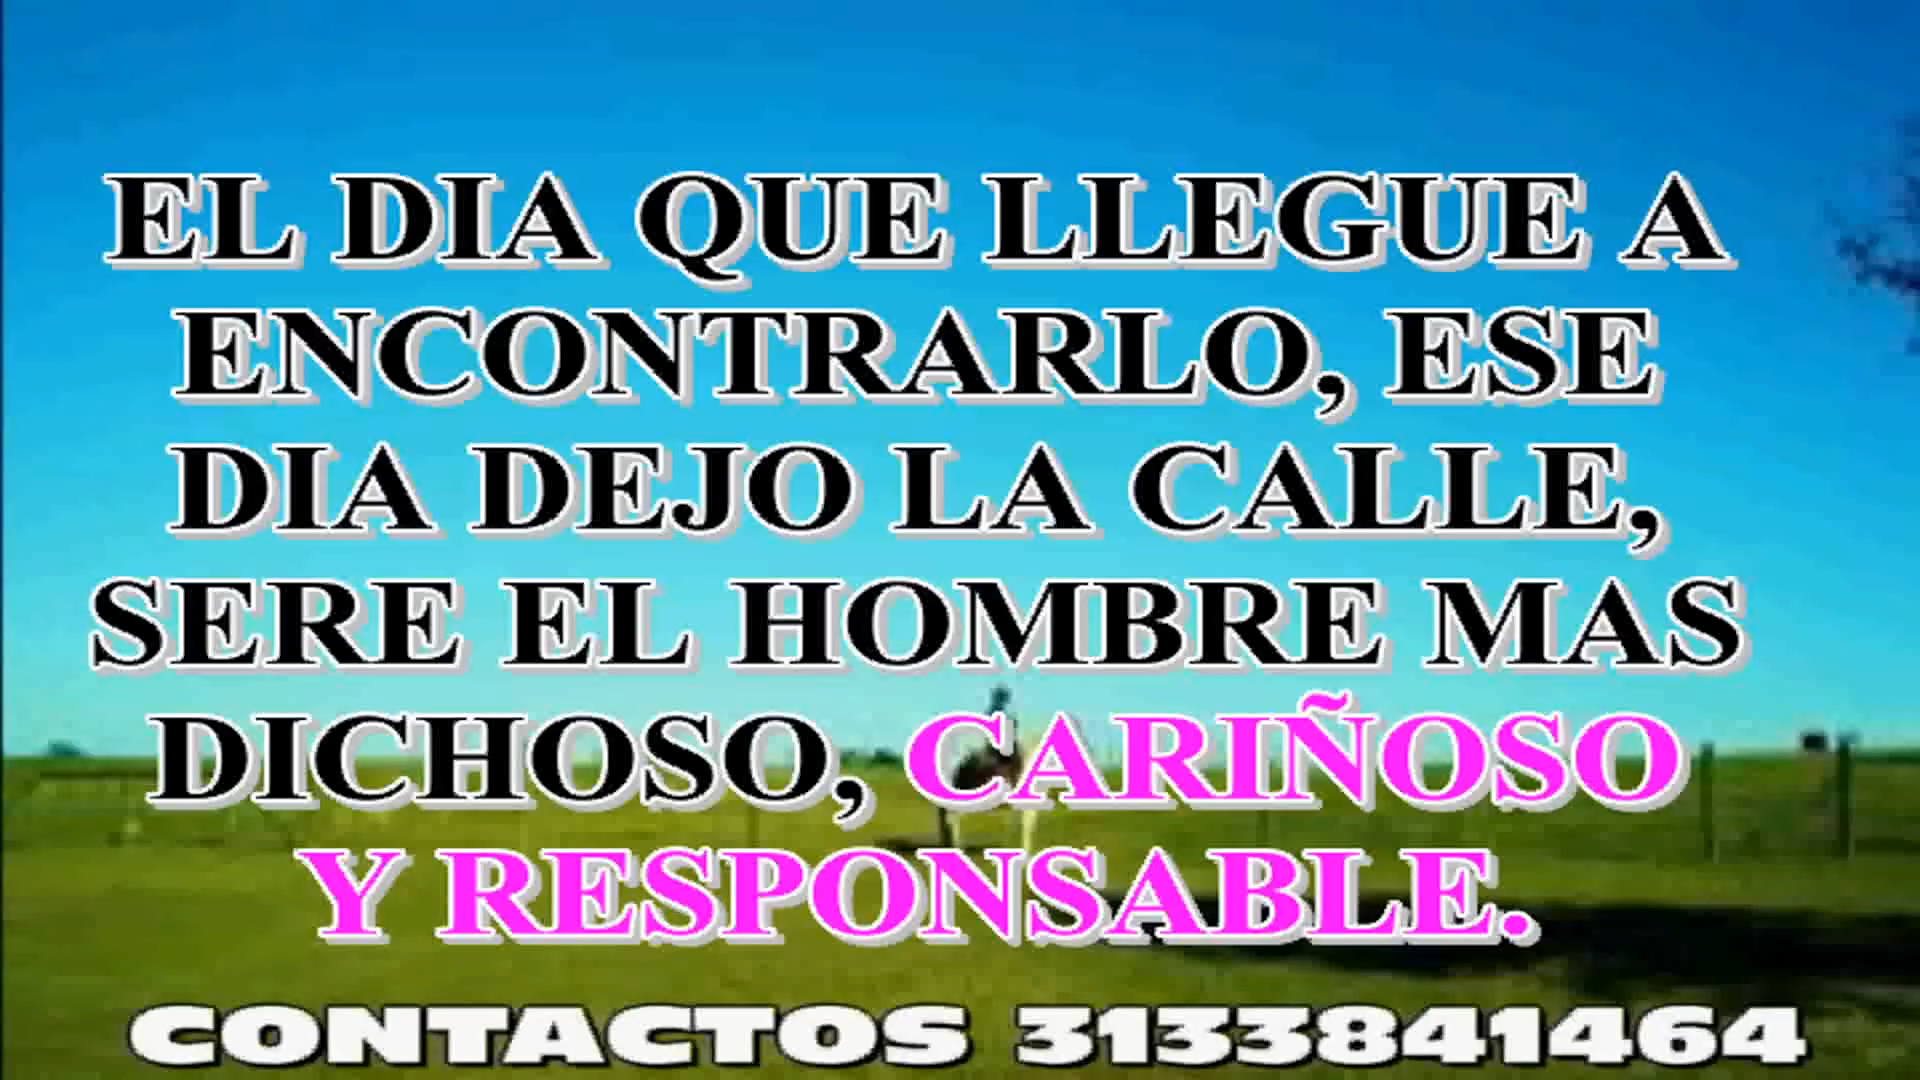 EL DIA QUE LLEGUE A
ENCONTRARLO, ESE
DIA DEJO LA CALLE,
SERE EL HOMBRE MAS
DICHOSO, CARIÑOSO
Y RESPONSABLE.
CONTACTOS 3133841464